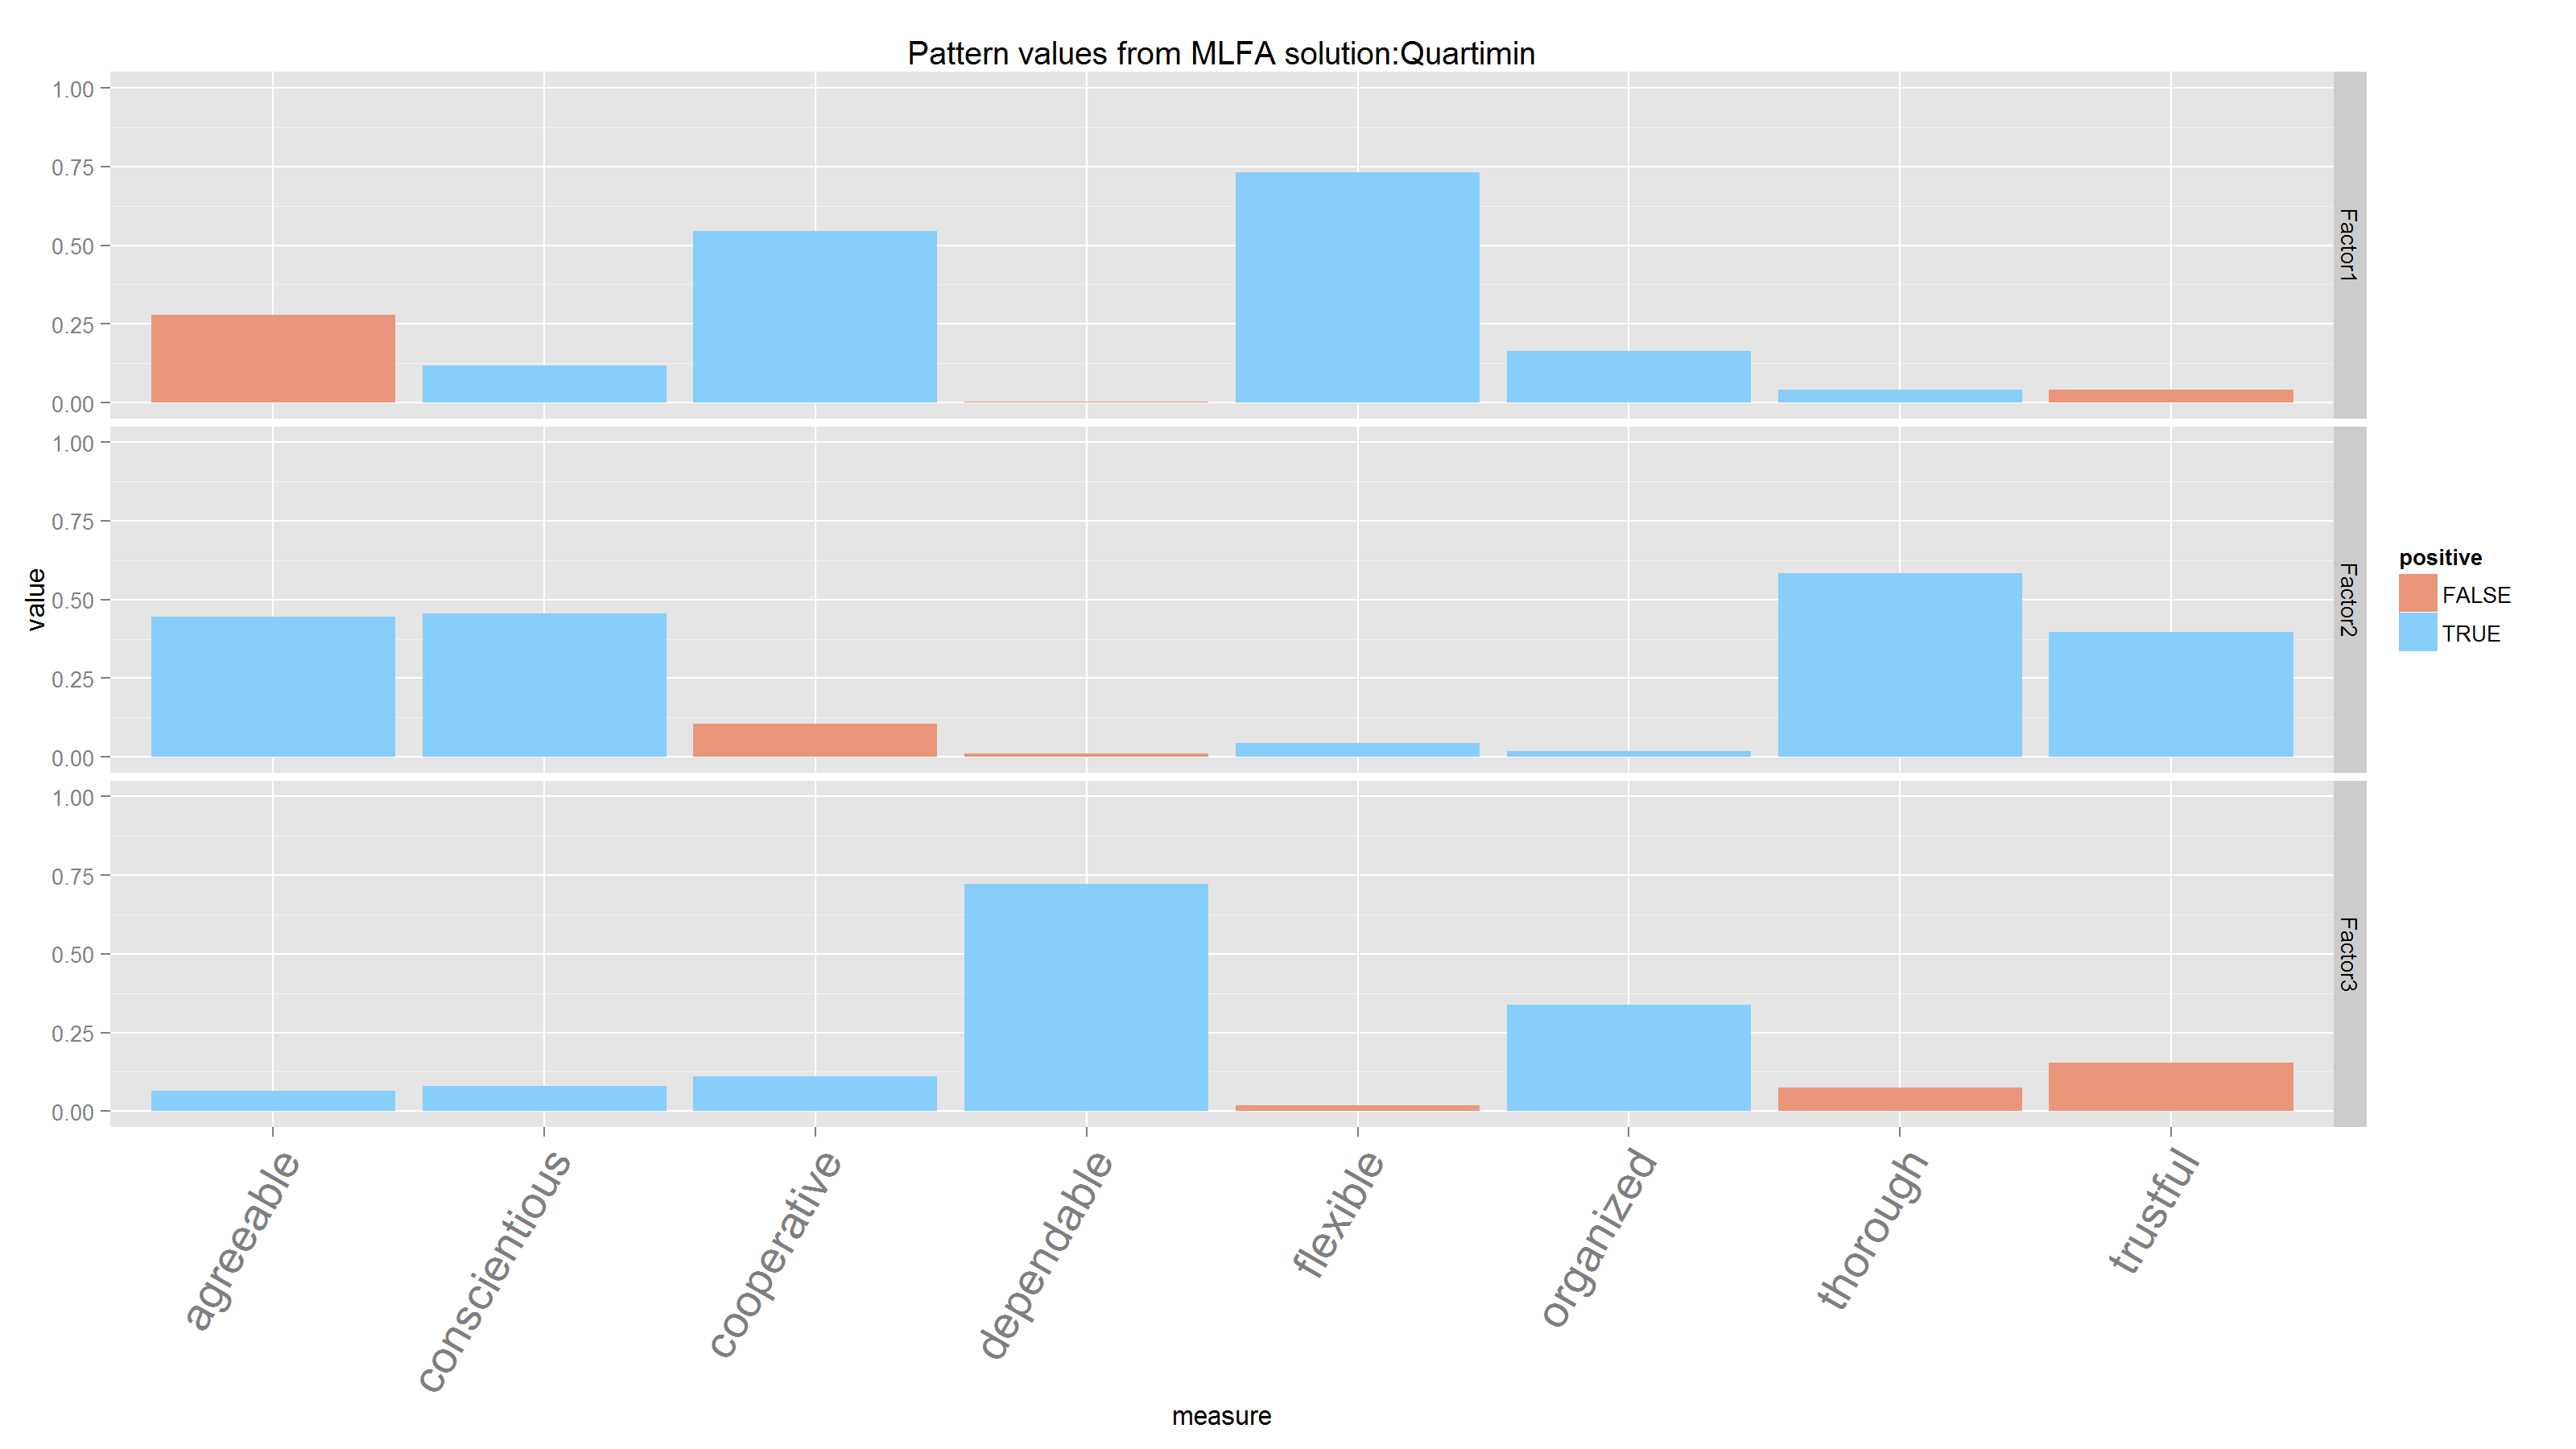 Pattern values from MLFA solution:Quartimin
1.00
0.75
0.50
0.25
0.00
Factor1
1.00
0.75
0.50
0.25
0.00
Factor2
1.00
0.75
0.50
0.25
0.00
Factor3
value
positive
FALSE
TRUE
agreeable
conscientious
cooperative
dependable
flexible
organized
thorough
trustful
measure